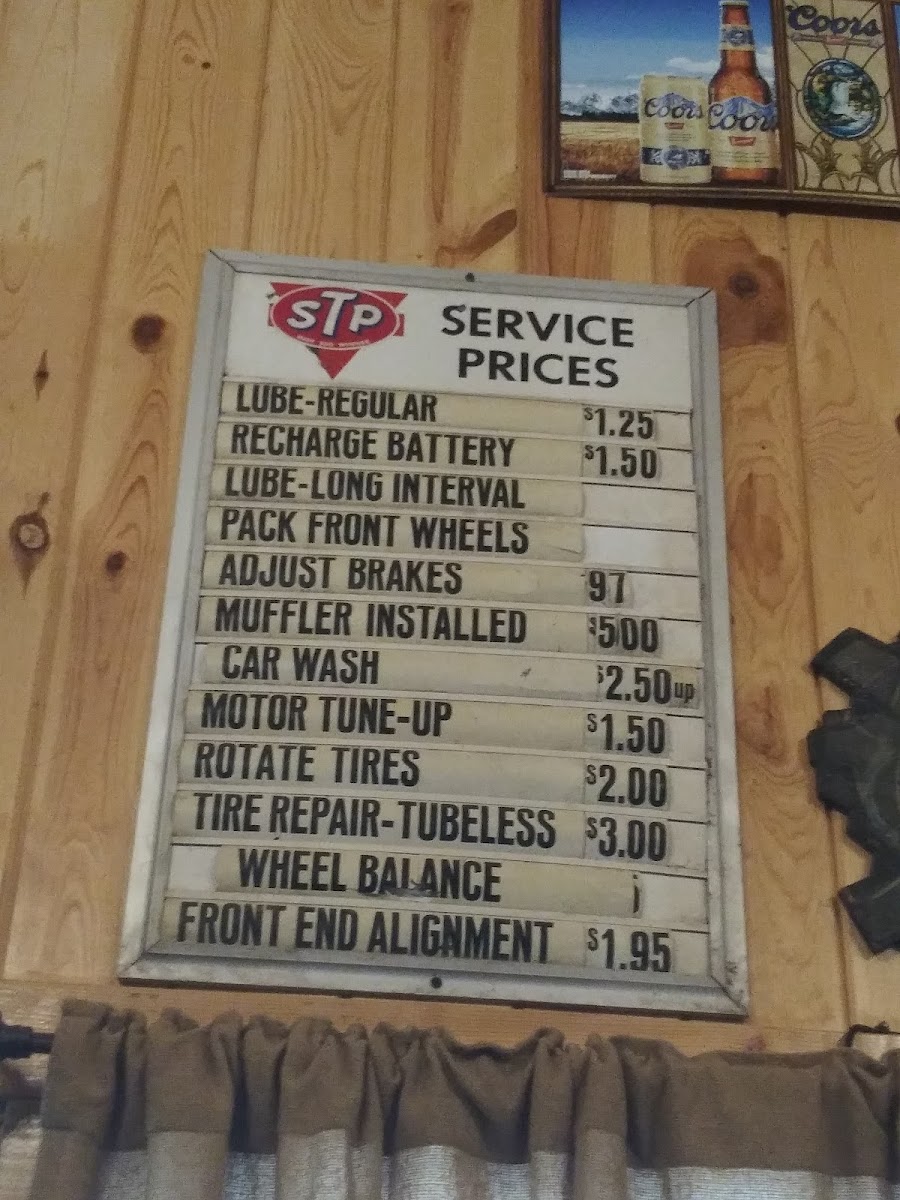 Coors
Coors
Coors
STP
SERVICE
PRICES
LUBE-REGULAR $1.25
RECHARGE BATTERY $1.50
LUBE-LONG INTERVAL
PACK FRONT WHEELS
ADJUST BRAKES 97
MUFFLER INSTALLED $500
CAR WASH $2.50 up
MOTOR TUNE-UP $1.50
ROTATE TIRES $2.00
TIRE REPAIR-TUBELESS $3.00
WHEEL BALANCE
FRONT END ALIGNMENT $1.95